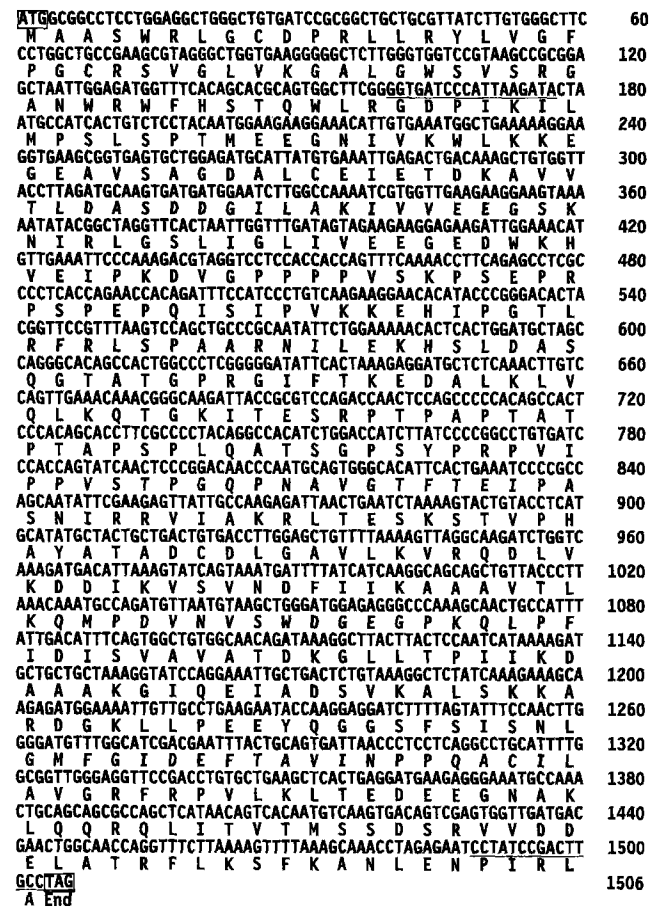 ATGGCGGCCTCCTGGAGGCTGGGCTGTGATCCGCGGCTGCTGCGTTATCTTGTGGGCTTC 60
M A A S W R L G C D P R L L R Y L V G F
CCTGGCTGCCGAAGCGTAGGGCTGGTGAAGGGGGCTCTTGGGTGGTCCGTAAGCCGCGGA 120
P G C R S V G L V K G A L G W S V S R G
GCTAATTGGAGATGGTTTCACAGCACGCAGTGGCTTCGGGGTGATCCCATTAAGATACTA 180
A N W R W F H S T Q W L R G D P I K I L
ATGCCATCACTGTCTCCTACAATGGAAGAAGGAAACATTGTGAAATGGCTGAAAAAGGAA 240
M P S L S P T M E E G N I V K W L K K E
GGTGAAGCGGTGAGTGCTGGAGATGCATTATGTGAAATTGAGACTGACAAAGCTGTGGTT 300
G E A V S A G D A L C E I E T D K A V V
ACCTTAGATGCAAGTGATGATGGAATCTTGGCCAAAATCGTGGTTGAAGAAGGAAGTAAA 360
T L D A S D D G I L A K I V V E E G S K
AATATACGGCTAGGTTCACTAATTGGTTTGATAGTAGAAGAAGGAGAAGATTGGAAACAT 420
N I R L G S L I G L I V E E G E D W K H
GTTGAAATTCCCAAAGACGTAGGTCCTCCACCACCAGTTTCAAAACCTTCAGAGCCTCGC 480
V E I P K D V G P P P P V S K P S E P R
CCCTCACCAGAACCACAGATTTCCATCCCTGTCAAGAAGGAACACATACCCGGGACACTA 540
P S P E P Q I S I P V K K E H I P G T L
CGGTTCCGTTTAAGTCCAGCTGCCCGCAATATTCTGGAAAAACACTCACTGGATGCTAGC 600
R F R L S P A A R N I L E K H S L D A S
CAGGGCACAGCCACTGGCCCTCGGGGGATATTCACTAAAGAGGATGCTCTCAAACTTGTC 660
Q G T A T G P R G I F T K E D A L K L V
CAGTTGAAACAAACGGGCAAGATTACCGCGTCCAGACCAACTCCAGCCCCCACAGCCACT 720
Q L K Q T G K I T E S R P T P A P T A T
CCCACAGCACCTTCGCCCCTACAGGCCACATCTGGACCATCTTATCCCCGGCCTGTGATC 780
P T A P S P L Q A T S G P S Y P R P V I
CCACCAGTATCAACTCCCGGACAACCCAATGCAGTGGGCACATTCACTGAAATCCCCGCC 840
P P V S T P G Q P N A V G T F T E I P A
AGCAATATTCGAAGAGTTATTGCCAAGAGATTAACTGAATCTAAAAGTACTGTACCTCAT 900
S N I R R V I A K R L T E S K S T V P H
GCATATGCTACTGCTGACTGTGACCTTGGAGCTGTTTTAAAAGTTAGGCAAGATCTGGTC 960
A Y A T A D C D L G A V L K V R Q D L V
AAAGATGACATTAAAGTATCAGTAAATGATTTTATCATCAAGGCAGCAGCTGTTACCCTT 1020
K D D I K V S V N D F I I K A A A V T L
AAACAAATGCCAGATGTTAATGTAAGCTGGGATGGAGAGGGCCCAAAGCAACTGCCATTT 1080
K Q M P D V N V S W D G E G P K Q L P F
ATTGACATTTCAGTGGCTGTGGCAACAGATAAAGGCTTACTTACTCCAATCATAAAAGAT 1140
I D I S V A V A T D K G L L T P I I K D
GCTGCTGCTAAAGGTATCCAGGAAATTGCTGACTCTGTAAAGGCTCTATCAAAGAAAGCA 1200
A A A K G I Q E I A D S V K A L S K K A
AGAGATGGAAAATTGTTGCCTGAAGAATACCAAGGAGGATCTTTTAGTATTTCCAACTTG 1260
R D G K L L P E E Y Q G G S F S I S N L
GGGATGTTTGGCATCGACGAATTTACTGCAGTGATTAACCCTCCTCAGGCCTGCATTTTG 1320
G M F G I D E F T A V I N P P Q A C I L
GCGGTTGGGAGGTTCCGACCTGTGCTGAAGCTCACTGAGGATGAAGAGGGAAATGCCAAA 1380
A V G R F R P V L K L T E D E E G N A K
CTGCAGCAGCGCCAGCTCATAACAGTCACAATGTCAAGTGACAGTCGAGTGGTTGATGAC 1440
L Q Q R Q L I T V T M S S D S R V V D D
GAACTGGCAACCAGGTTTCTTAAAAGTTTTAAAGCAAACCTAGAGAATCCTATCCGACTT 1500
E L A T R F L K S F K A N L E N P I R L
GCCTAG 1506
A End